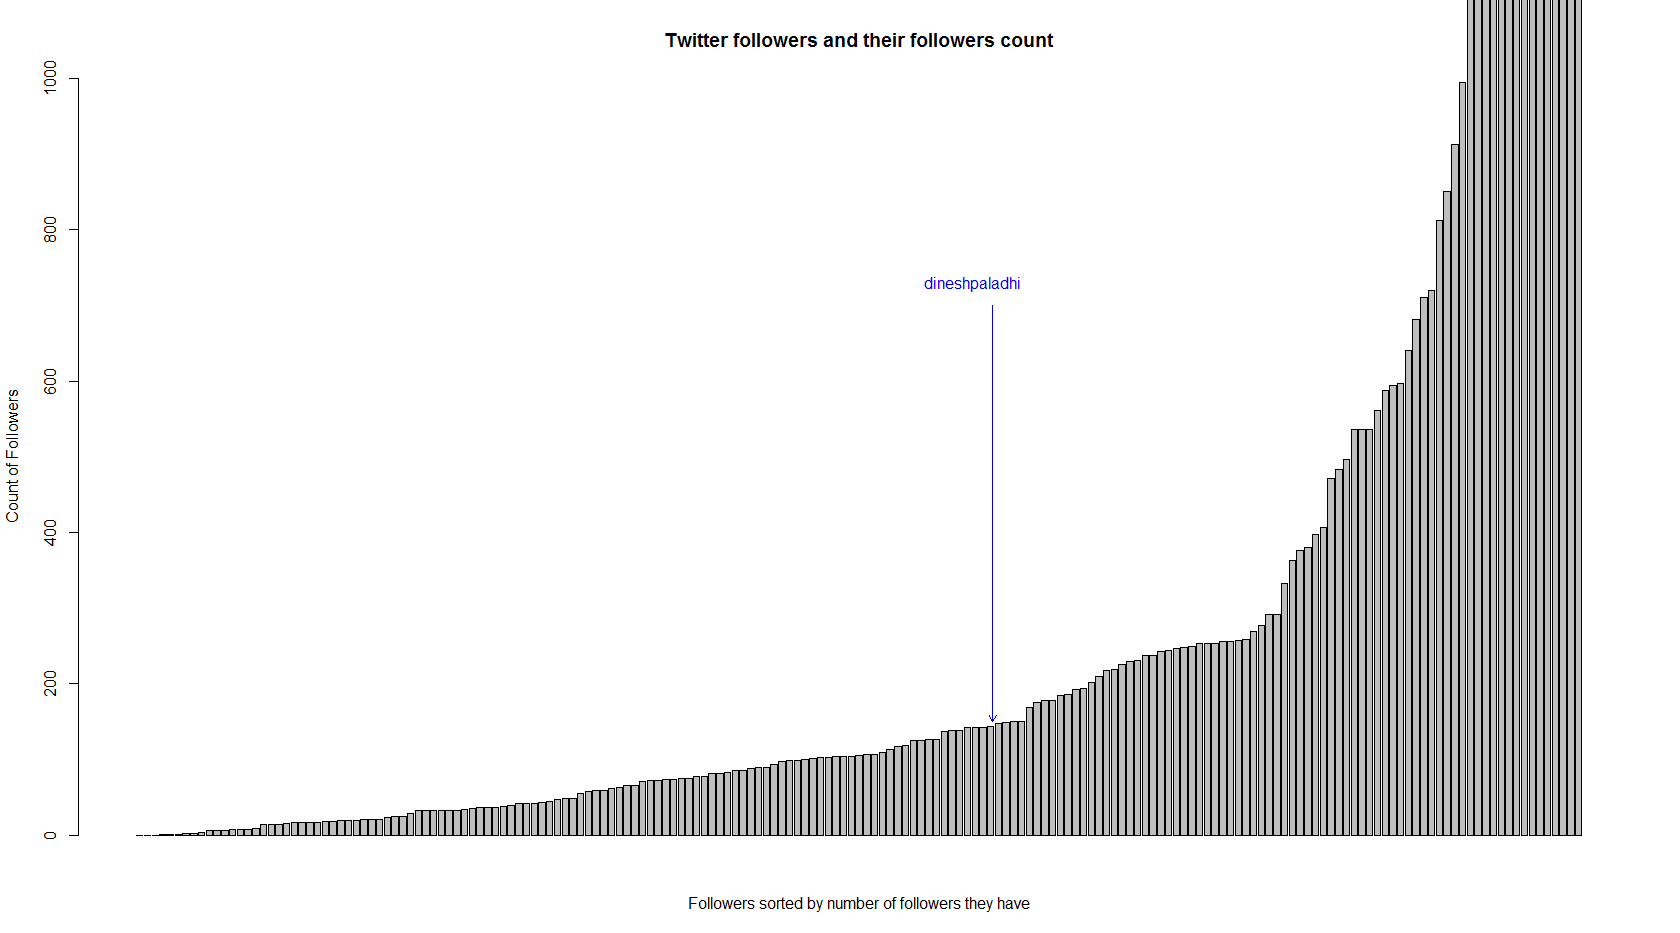 Twitter followers and their followers count
1000
800
600
400
200
0
Count of Followers
dineshpaladhi
Followers sorted by number of followers they have